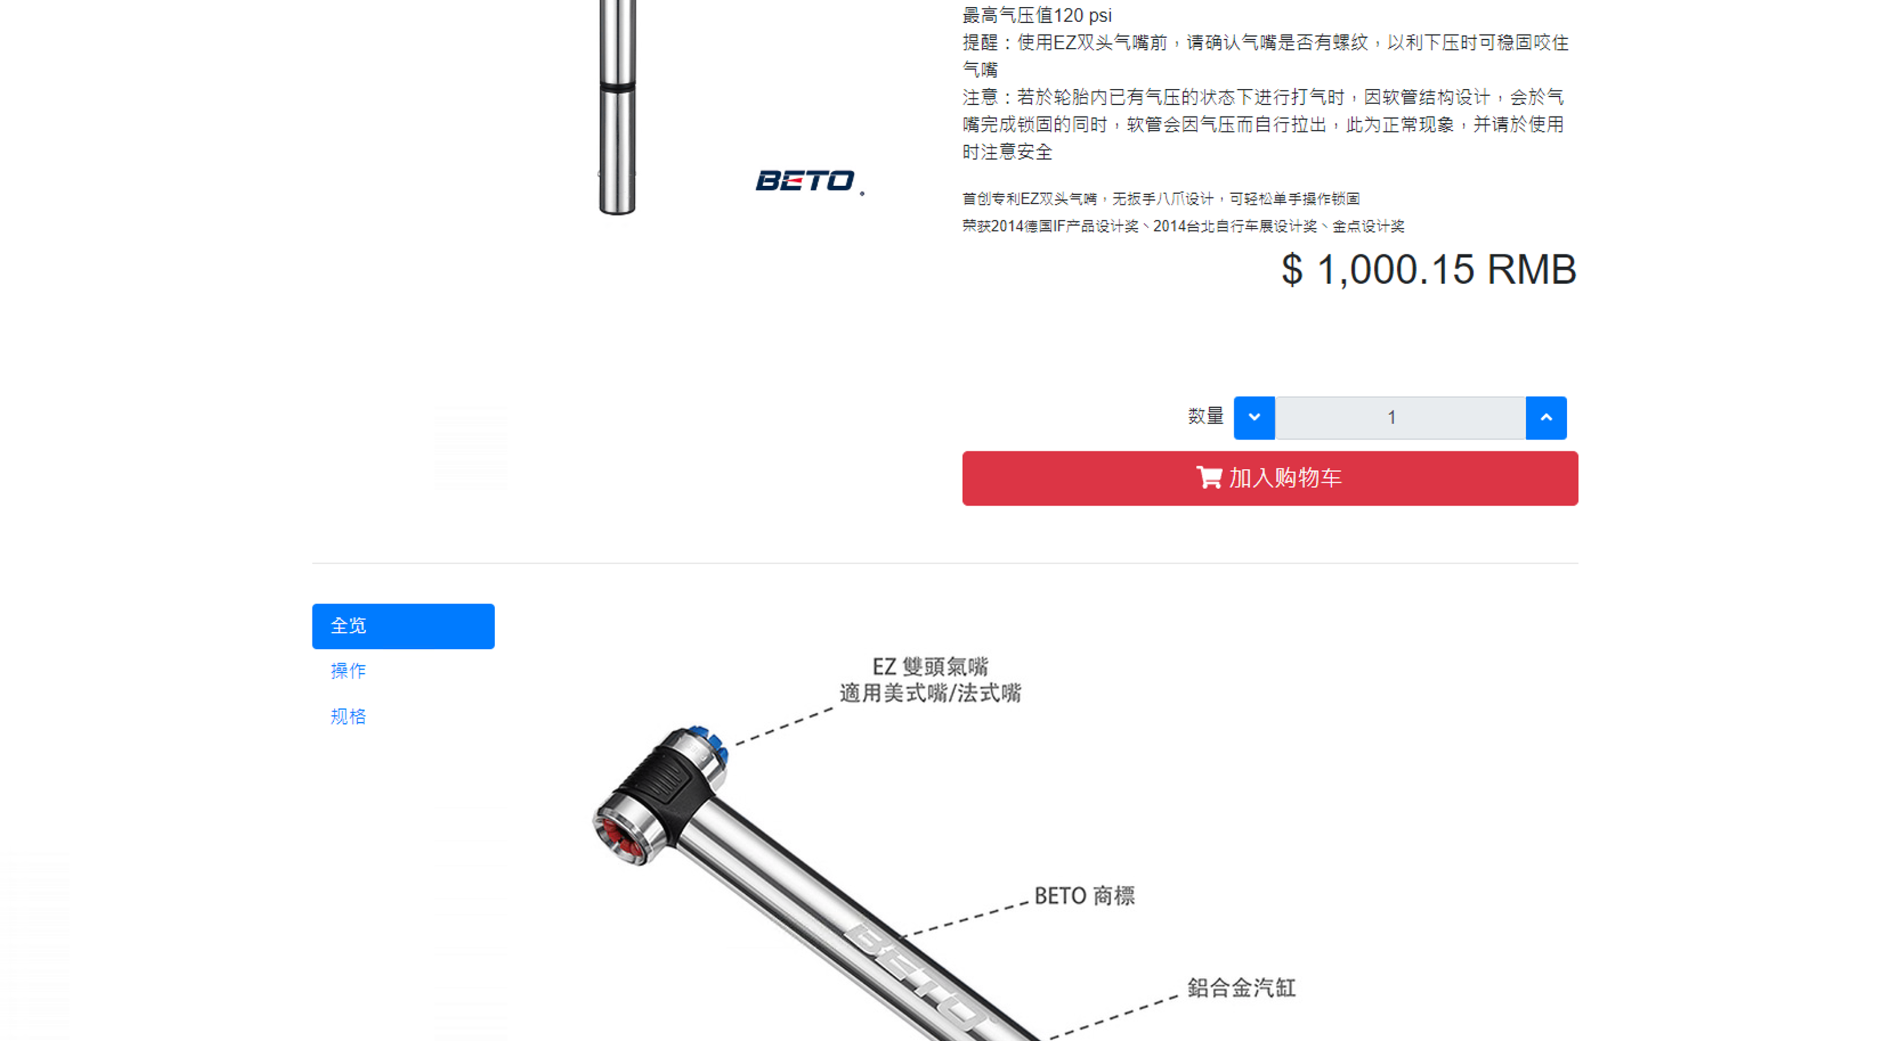 最高气压值120 psi
提醒：使用EZ双头气嘴前，请确认气嘴是否有螺纹，以利下压时可稳固咬住
气嘴
注意：若於轮胎内已有气压的状态下进行打气时，因软管结构设计，会於气
嘴完成锁固的同时，软管会因气压而自行拉出，此为正常现象，并请於使用
时注意安全
BETO
首创专利EZ双头气嘴，无扳手八爪设计，可轻松单手操作锁固
荣获2014德国IF产品设计奖、2014台北自行车展设计奖、金点设计奖
$ 1,000.15 RMB
数量 1
加入购物车
全览
操作
规格
EZ 雙頭氣嘴
適用美式嘴/法式嘴
BETO 商標
BETO
鋁合金汽缸